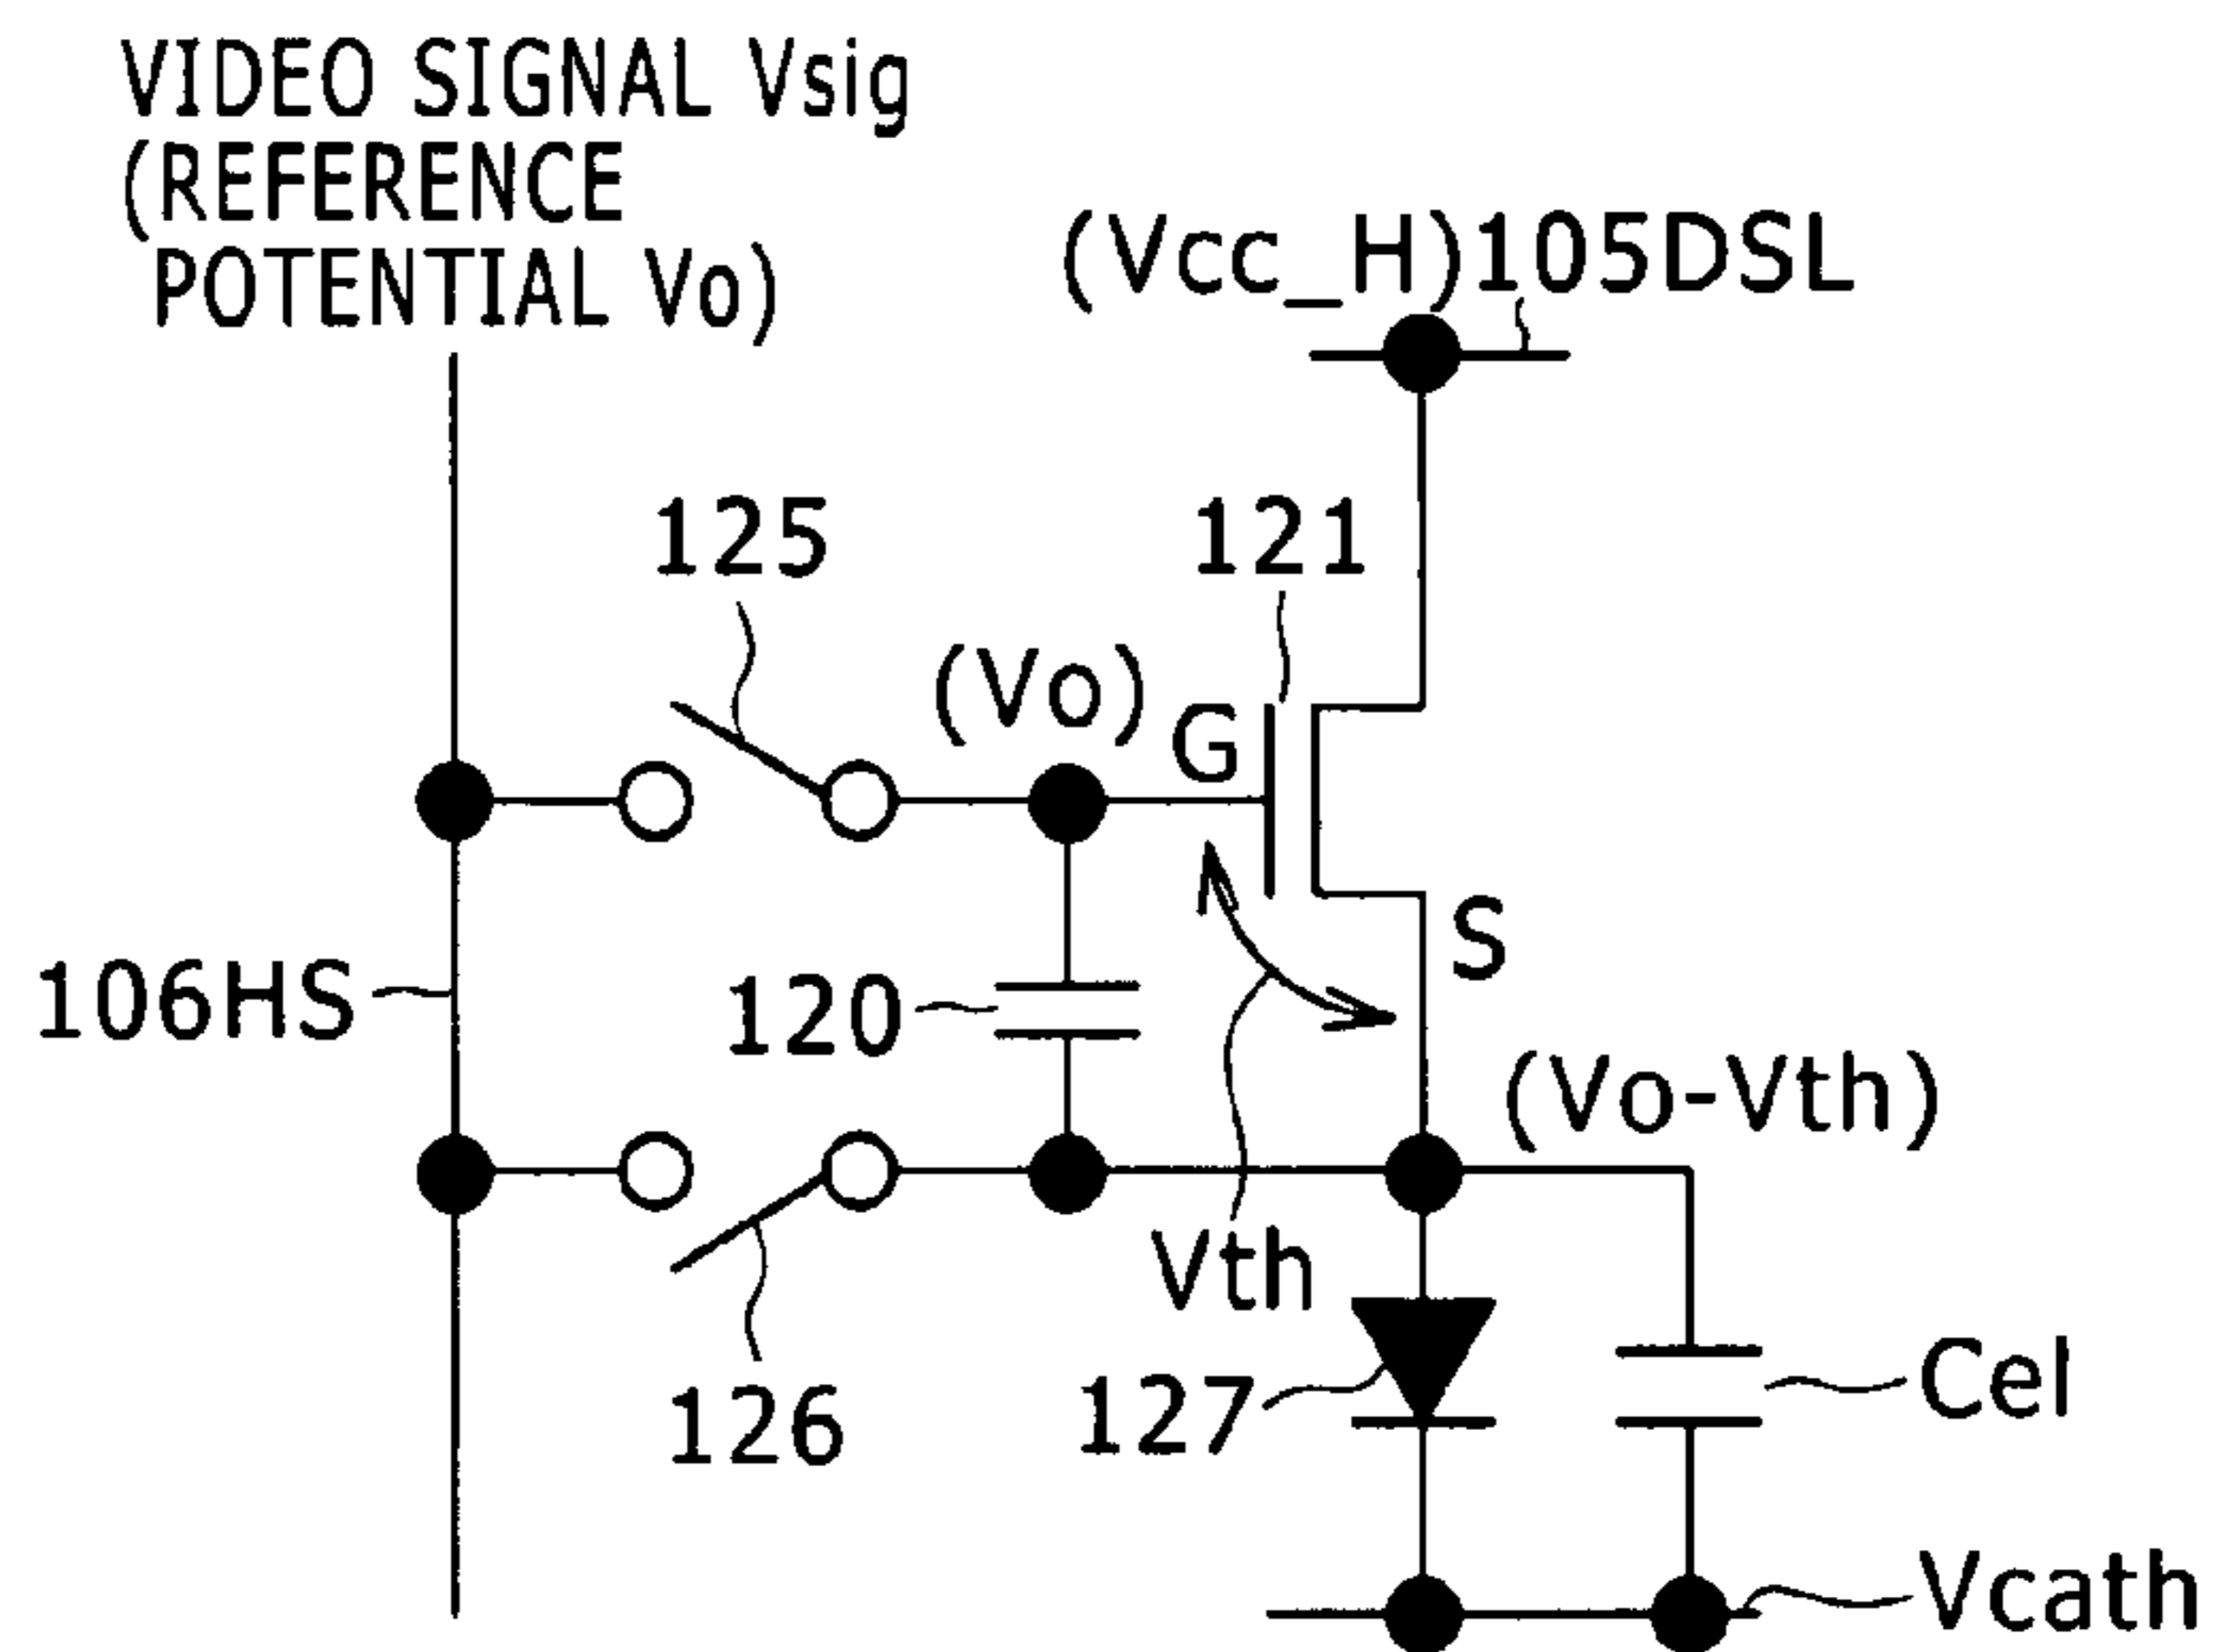 VIDEO SIGNAL Vsig
(REFERENCE
POTENTIAL Vo)
(Vcc_H)105DSL
125
121
(Vo)
G
S
106HS
120
(Vo-Vth)
Vth
126
127
Cel
Vcath